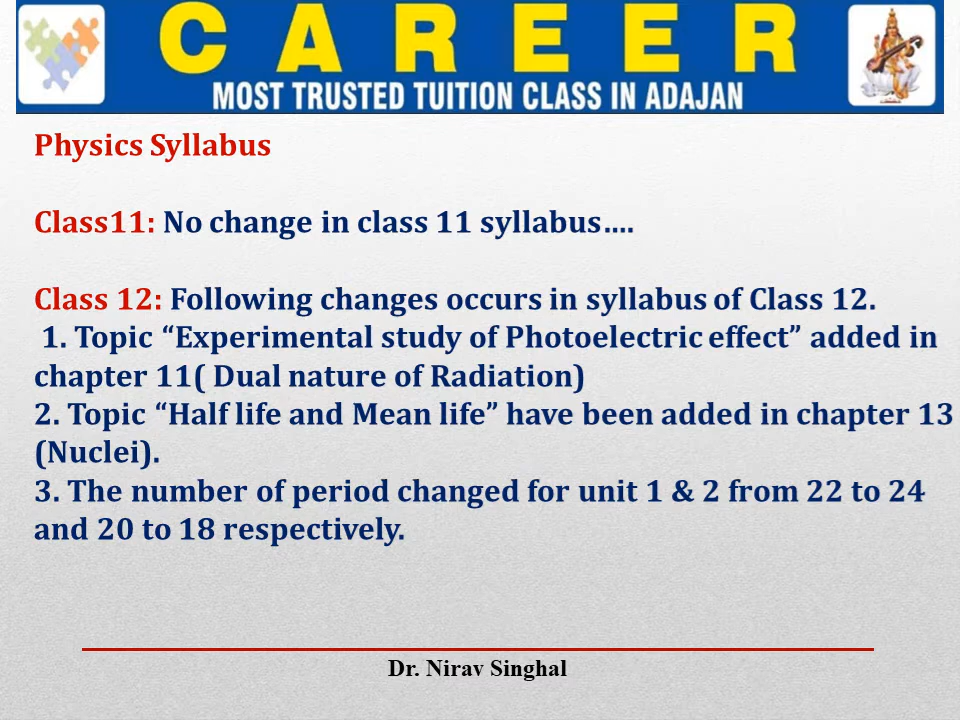 CAREER
MOST TRUSTED TUITION CLASS IN ADAJAN
Physics Syllabus
Class11: No change in class 11 syllabus….
Class 12: Following changes occurs in syllabus of Class 12.
1. Topic “Experimental study of Photoelectric effect” added in
chapter 11( Dual nature of Radiation)
2. Topic “Half life and Mean life” have been added in chapter 13
(Nuclei).
3. The number of period changed for unit 1 & 2 from 22 to 24
and 20 to 18 respectively.
Dr. Nirav Singhal